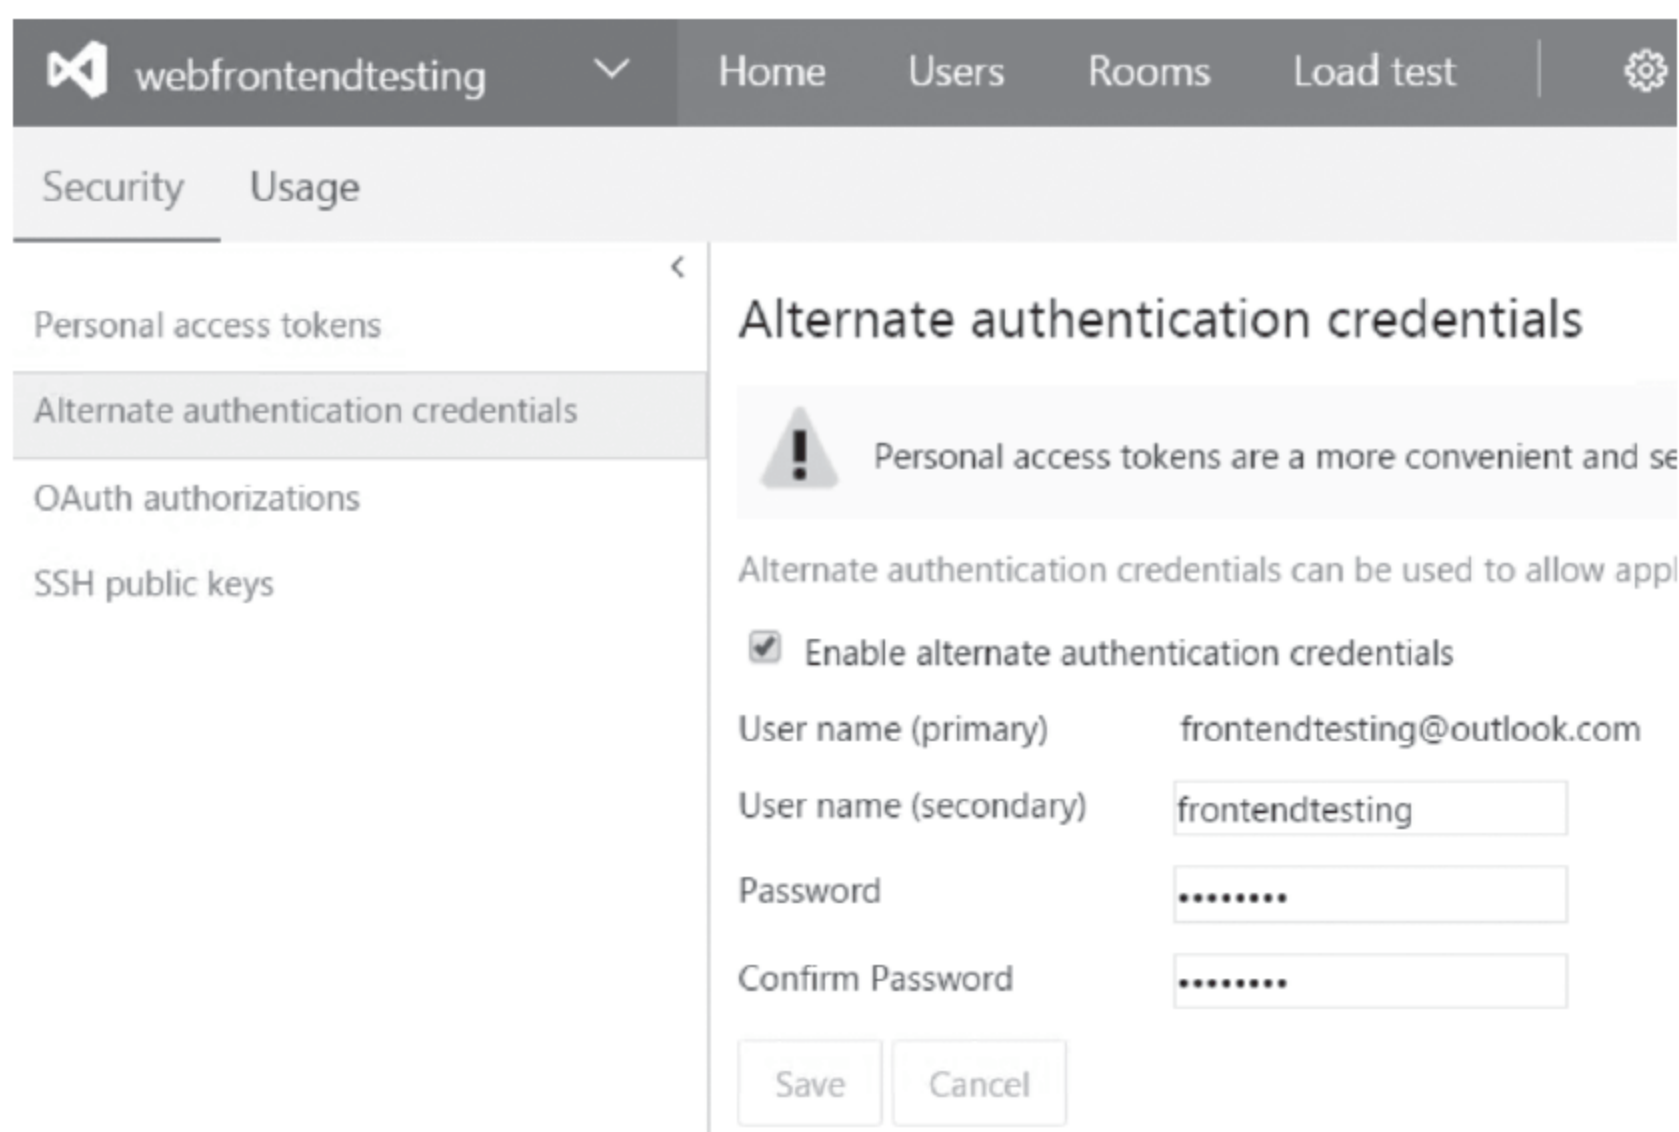 webfrontendtesting Home Users Rooms Load test
Security Usage
Personal access tokens
Alternate authentication credentials
OAuth authorizations
SSH public keys
Alternate authentication credentials
Personal access tokens are a more convenient and se
Alternate authentication credentials can be used to allow appl
Enable alternate authentication credentials
User name (primary) frontendtesting@outlook.com
User name (secondary) frontendtesting
Password ••••••••
Confirm Password ••••••••
Save Cancel